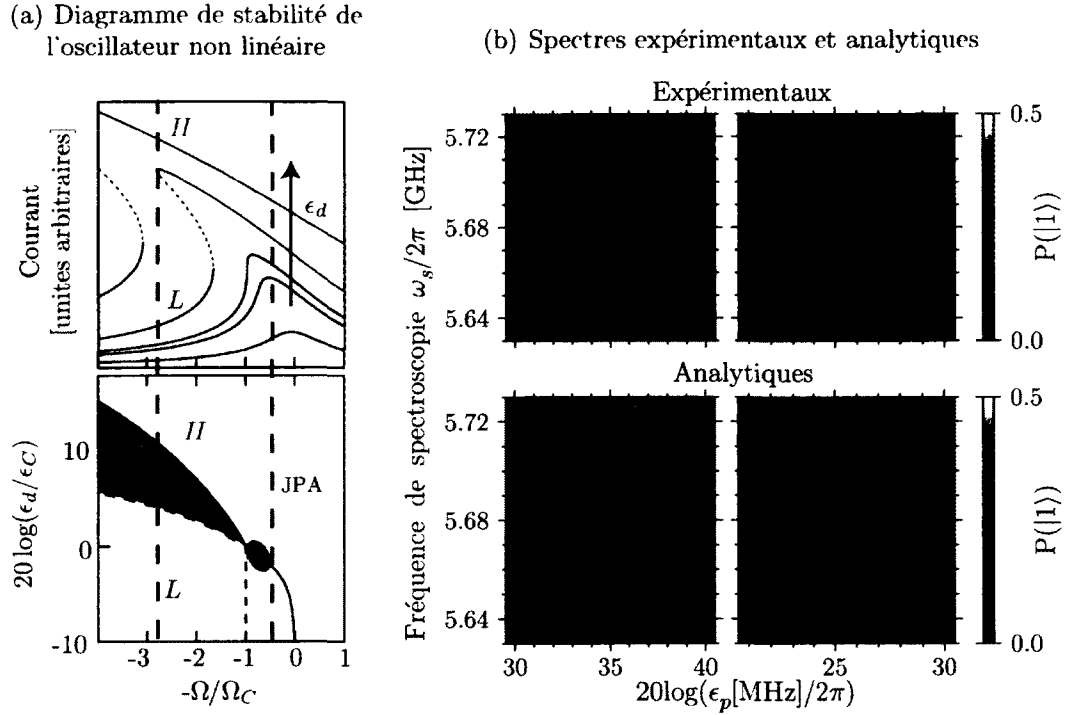 (a) Diagramme de stabilité de
l'oscillateur non linéaire
Courant
[unites arbitraires]
H
L
ϵ_d
20 log(ϵ_d/ϵ_C)
10
0
-10
H
L
JPA
-3 -2 -1 0 1
-Ω/Ω_C
(b) Spectres expérimentaux et analytiques
Expérimentaux
Fréquence de spectroscopie ω_s/2π [GHz]
5.72
5.68
5.64
0.5
P(|1⟩)
0.0
Analytiques
5.72
5.68
5.64
0.5
P(|1⟩)
0.0
30 35 40 25 30
20log(ϵ_p[MHz]/2π)